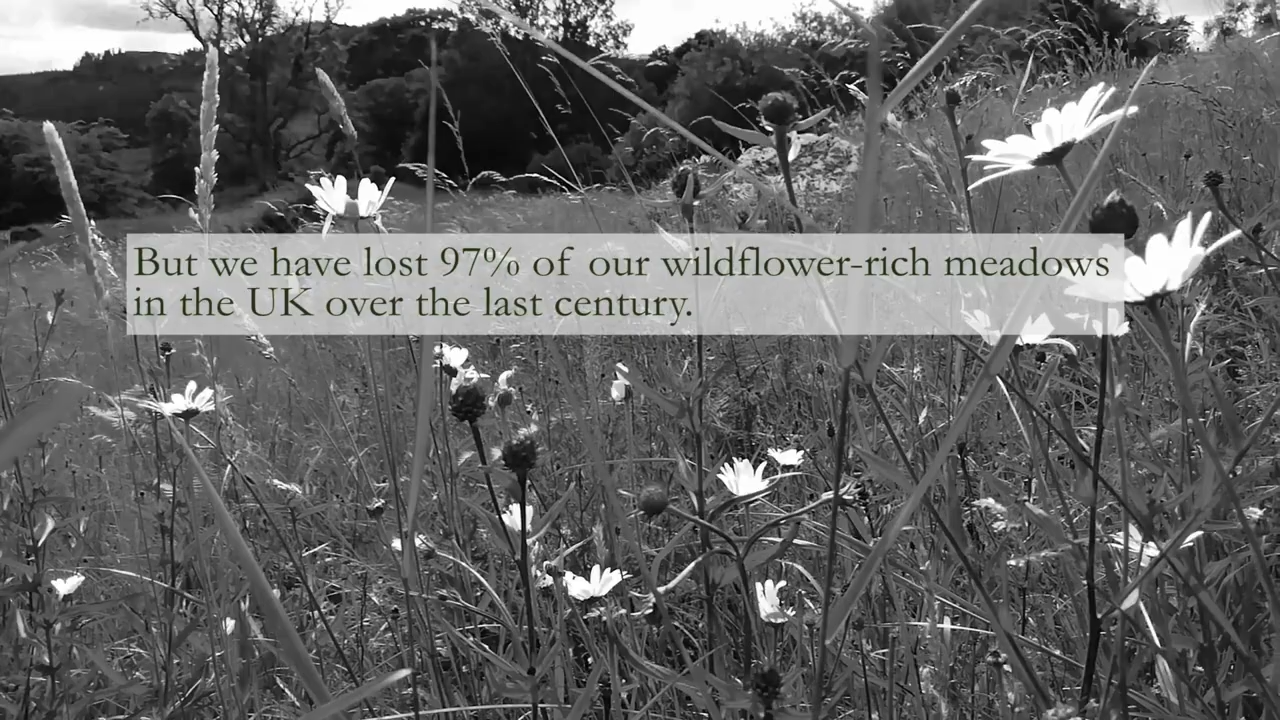 But we have lost 97% of our wildflower-rich meadows
in the UK over the last century.